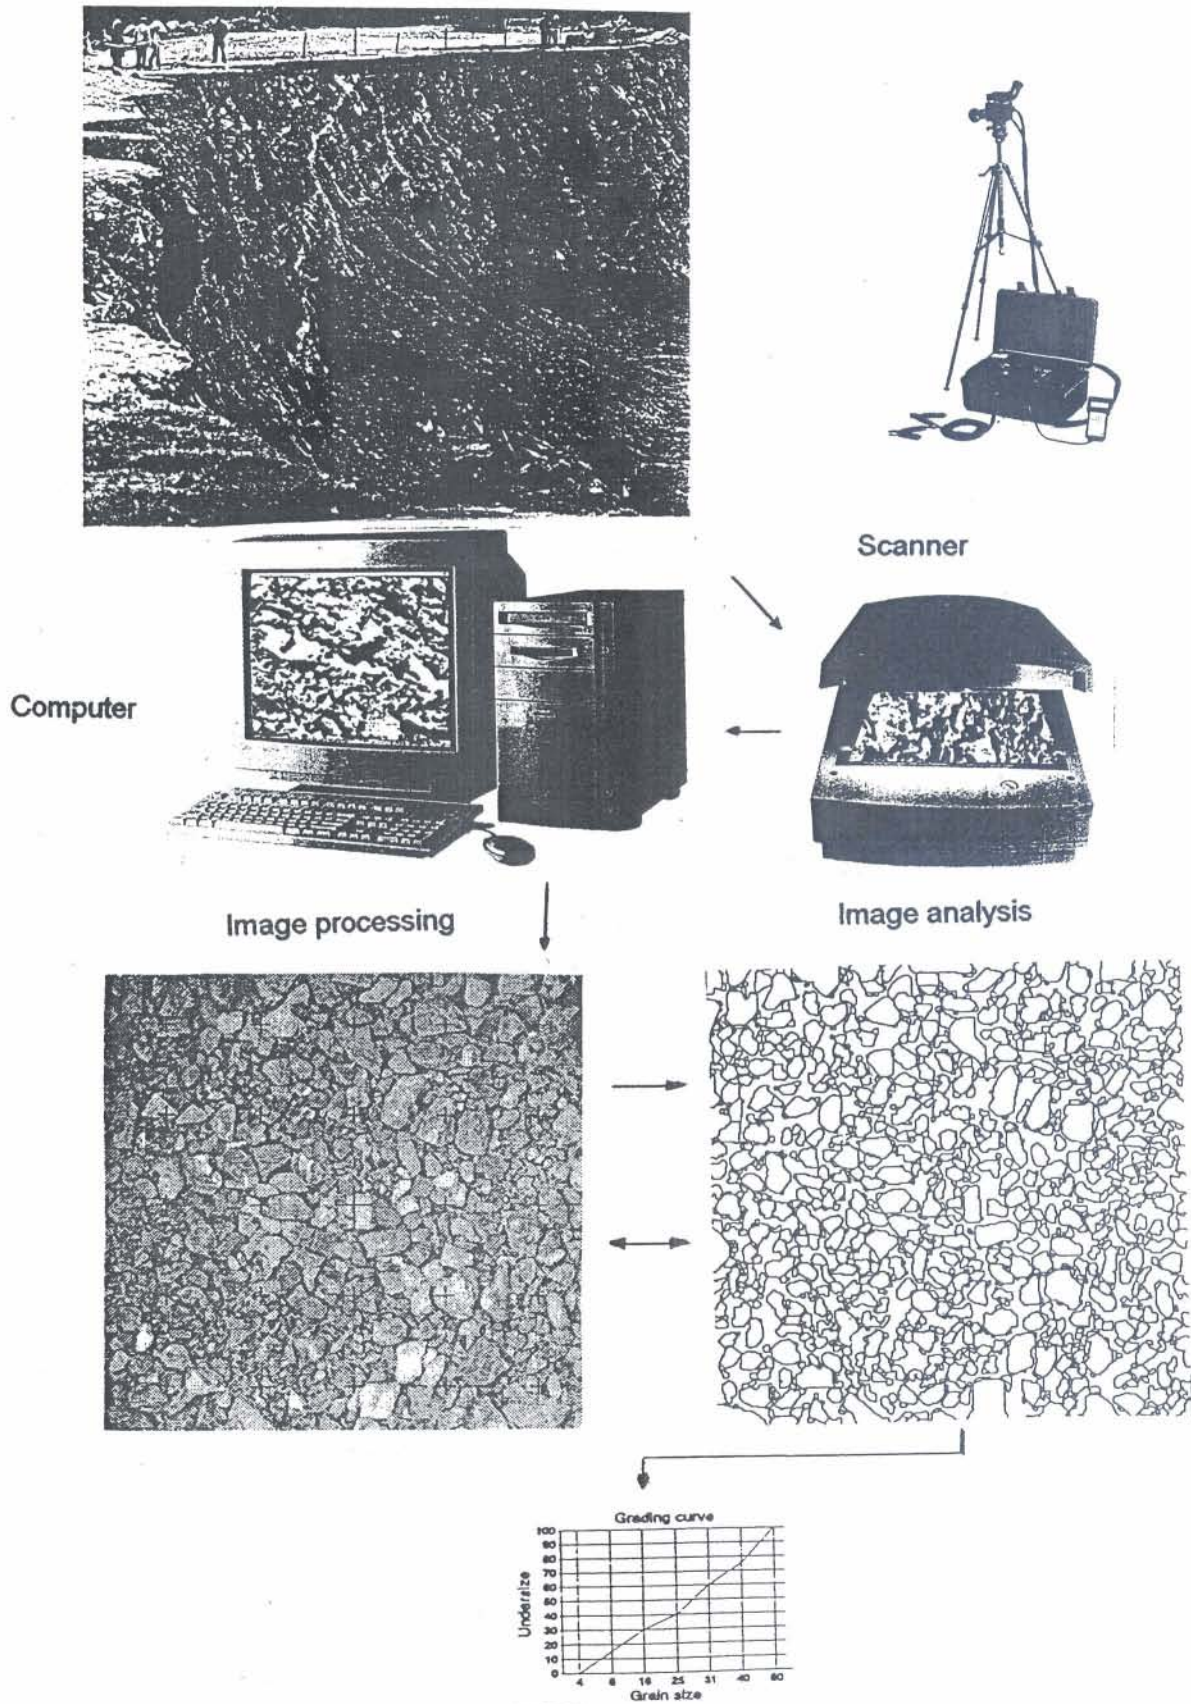 Scanner
Computer
Image processing
Image analysis
Grading curve
Undersize
100
90
80
70
60
50
40
30
20
10
0
4 8 16 25 31 40 60
Grain size